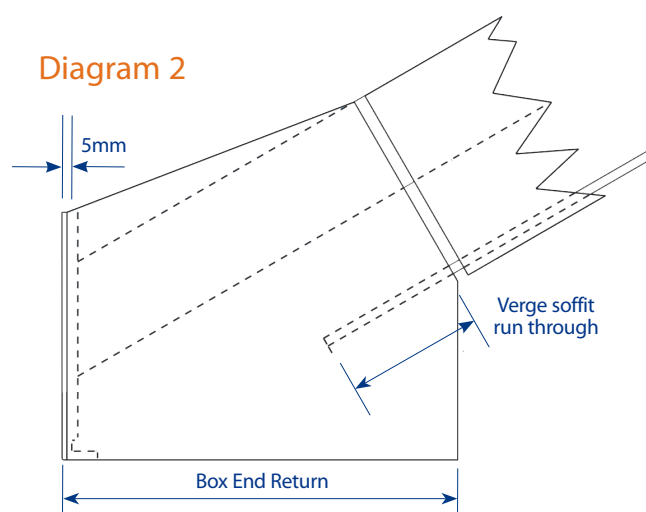 Diagram 2
5mm
Verge soffit
run through
Box End Return